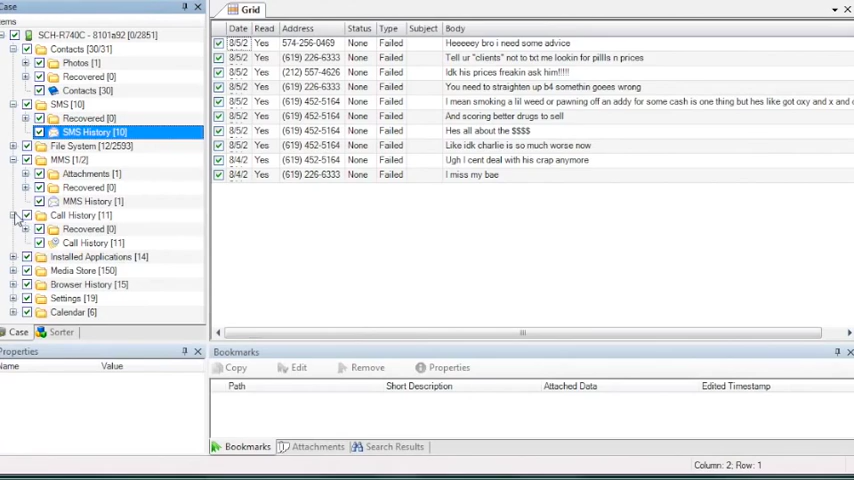 Case
Grid
tems
SCH-R740C - 8101a92 [0/2851]
Contacts [30/31]
Photos [1]
Recovered [0]
Contacts [30]
SMS [10]
Recovered [0]
SMS History [10]
File System [12/2593]
MMS [1/2]
Attachments [1]
Recovered [0]
MMS History [1]
Call History [11]
Recovered [0]
Call History [11]
Installed Applications [14]
Media Store [150]
Browser History [15]
Settings [19]
Calendar [6]
Case Sorter
Date Read Address Status Type Subject Body
8/5/2 Yes 574-256-0469 None Failed Heeeeey bro i need some advice
8/5/2 Yes (619) 226-6333 None Failed Tell ur "clients" not to txt me lookin for pillls n prices
8/5/2 Yes (212) 557-4626 None Failed Idk his prices freakin ask him!!!!!
8/5/2 Yes (619) 226-6333 None Failed You need to straighten up b4 somethin goees wrong
8/5/2 Yes (619) 452-5164 None Failed I mean smoking a lil weed or pawning off an addy for some cash is one thing but hes like got oxy and x and c
8/5/2 Yes (619) 452-5164 None Failed And scoring better drugs to sell
8/5/2 Yes (619) 452-5164 None Failed Hes all about the $$$$
8/5/2 Yes (619) 452-5164 None Failed Like idk charlie is so much worse now
8/4/2 Yes (619) 452-5164 None Failed Ugh I cent deal with his crap anymore
8/4/2 Yes (619) 226-6333 None Failed I miss my bae
Properties
Name Value
Bookmarks
Copy Edit Remove Properties
Path Short Description Attached Data Edited Timestamp
Bookmarks Attachments Search Results
Column: 2; Row: 1